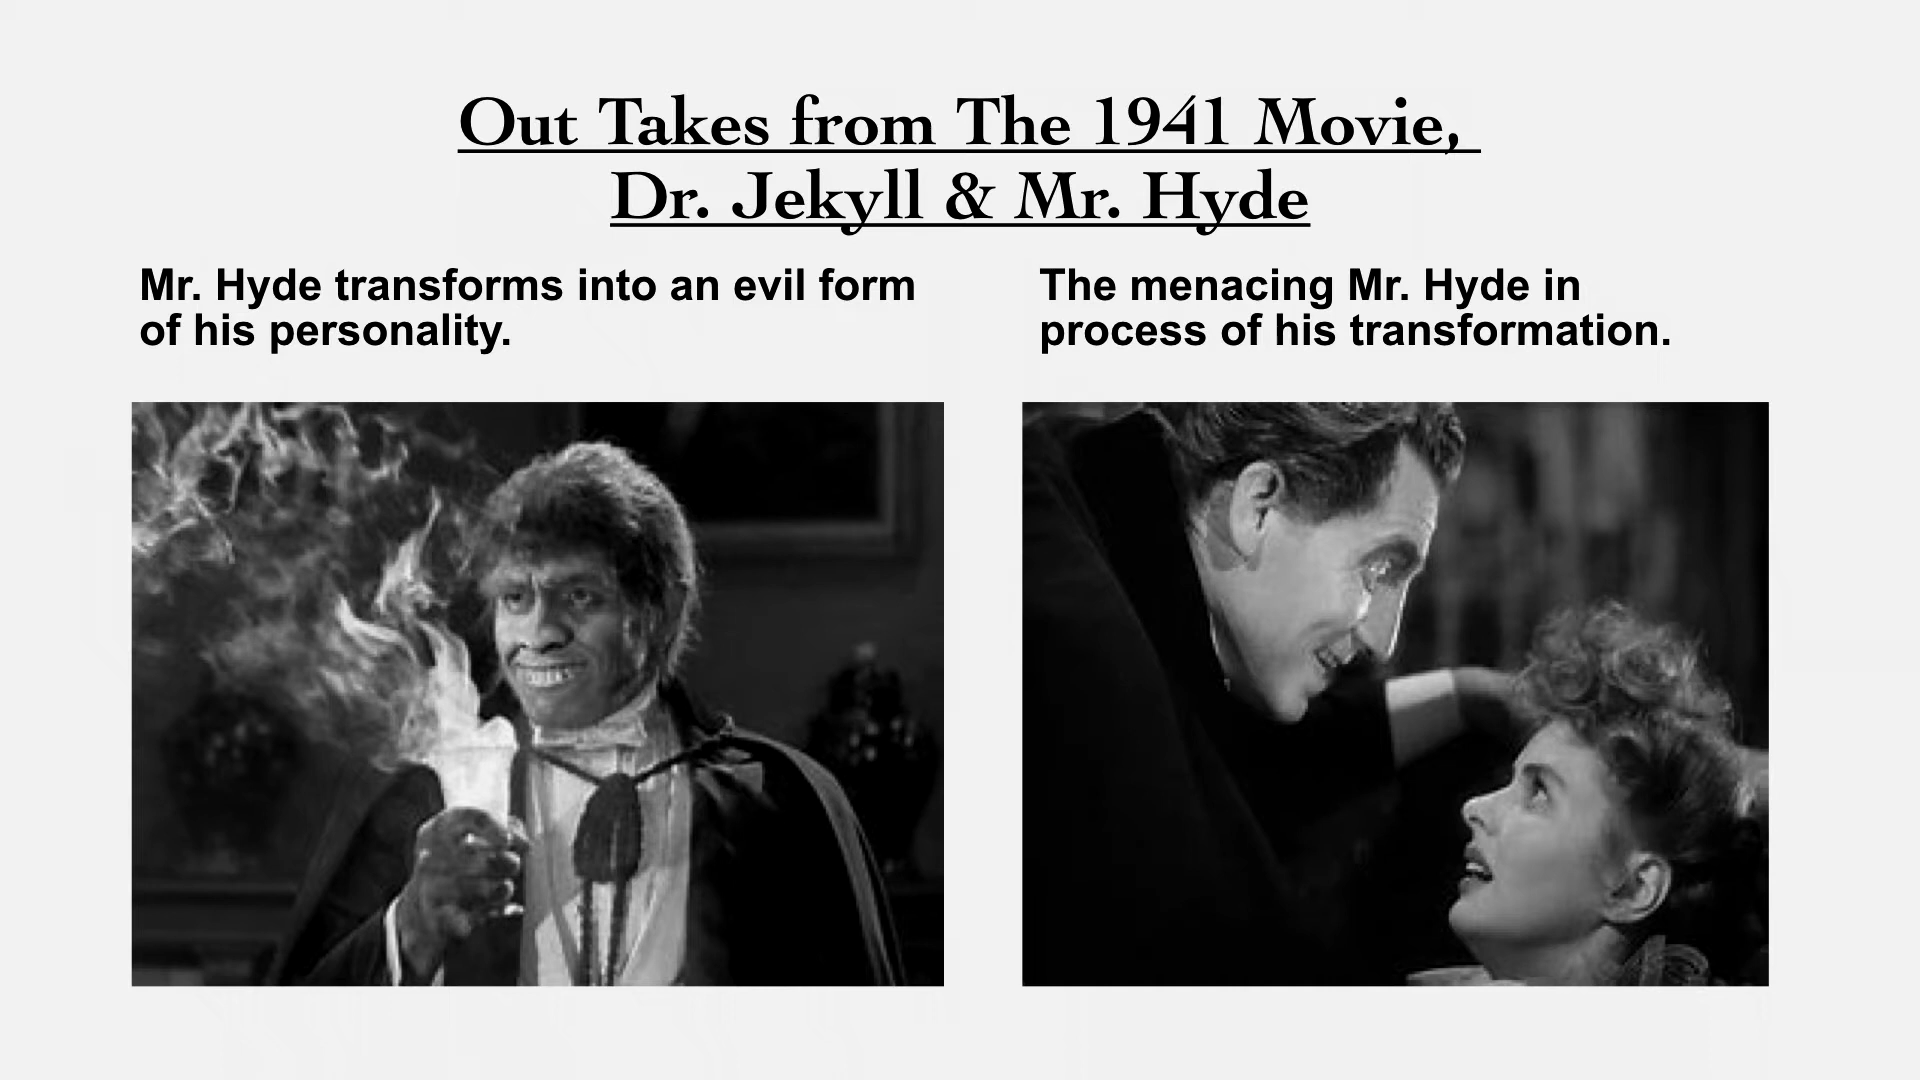 Out Takes from The 1941 Movie,
Dr. Jekyll & Mr. Hyde
Mr. Hyde transforms into an evil form
of his personality.
The menacing Mr. Hyde in
process of his transformation.